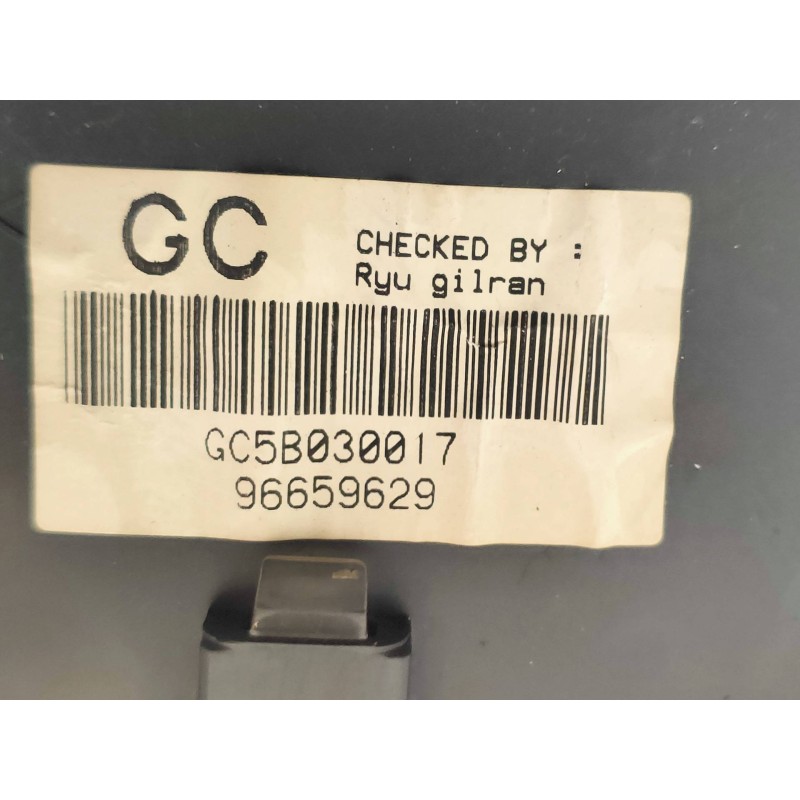 GC
CHECKED BY :
Ryu gilran
GC5B030017
96659629